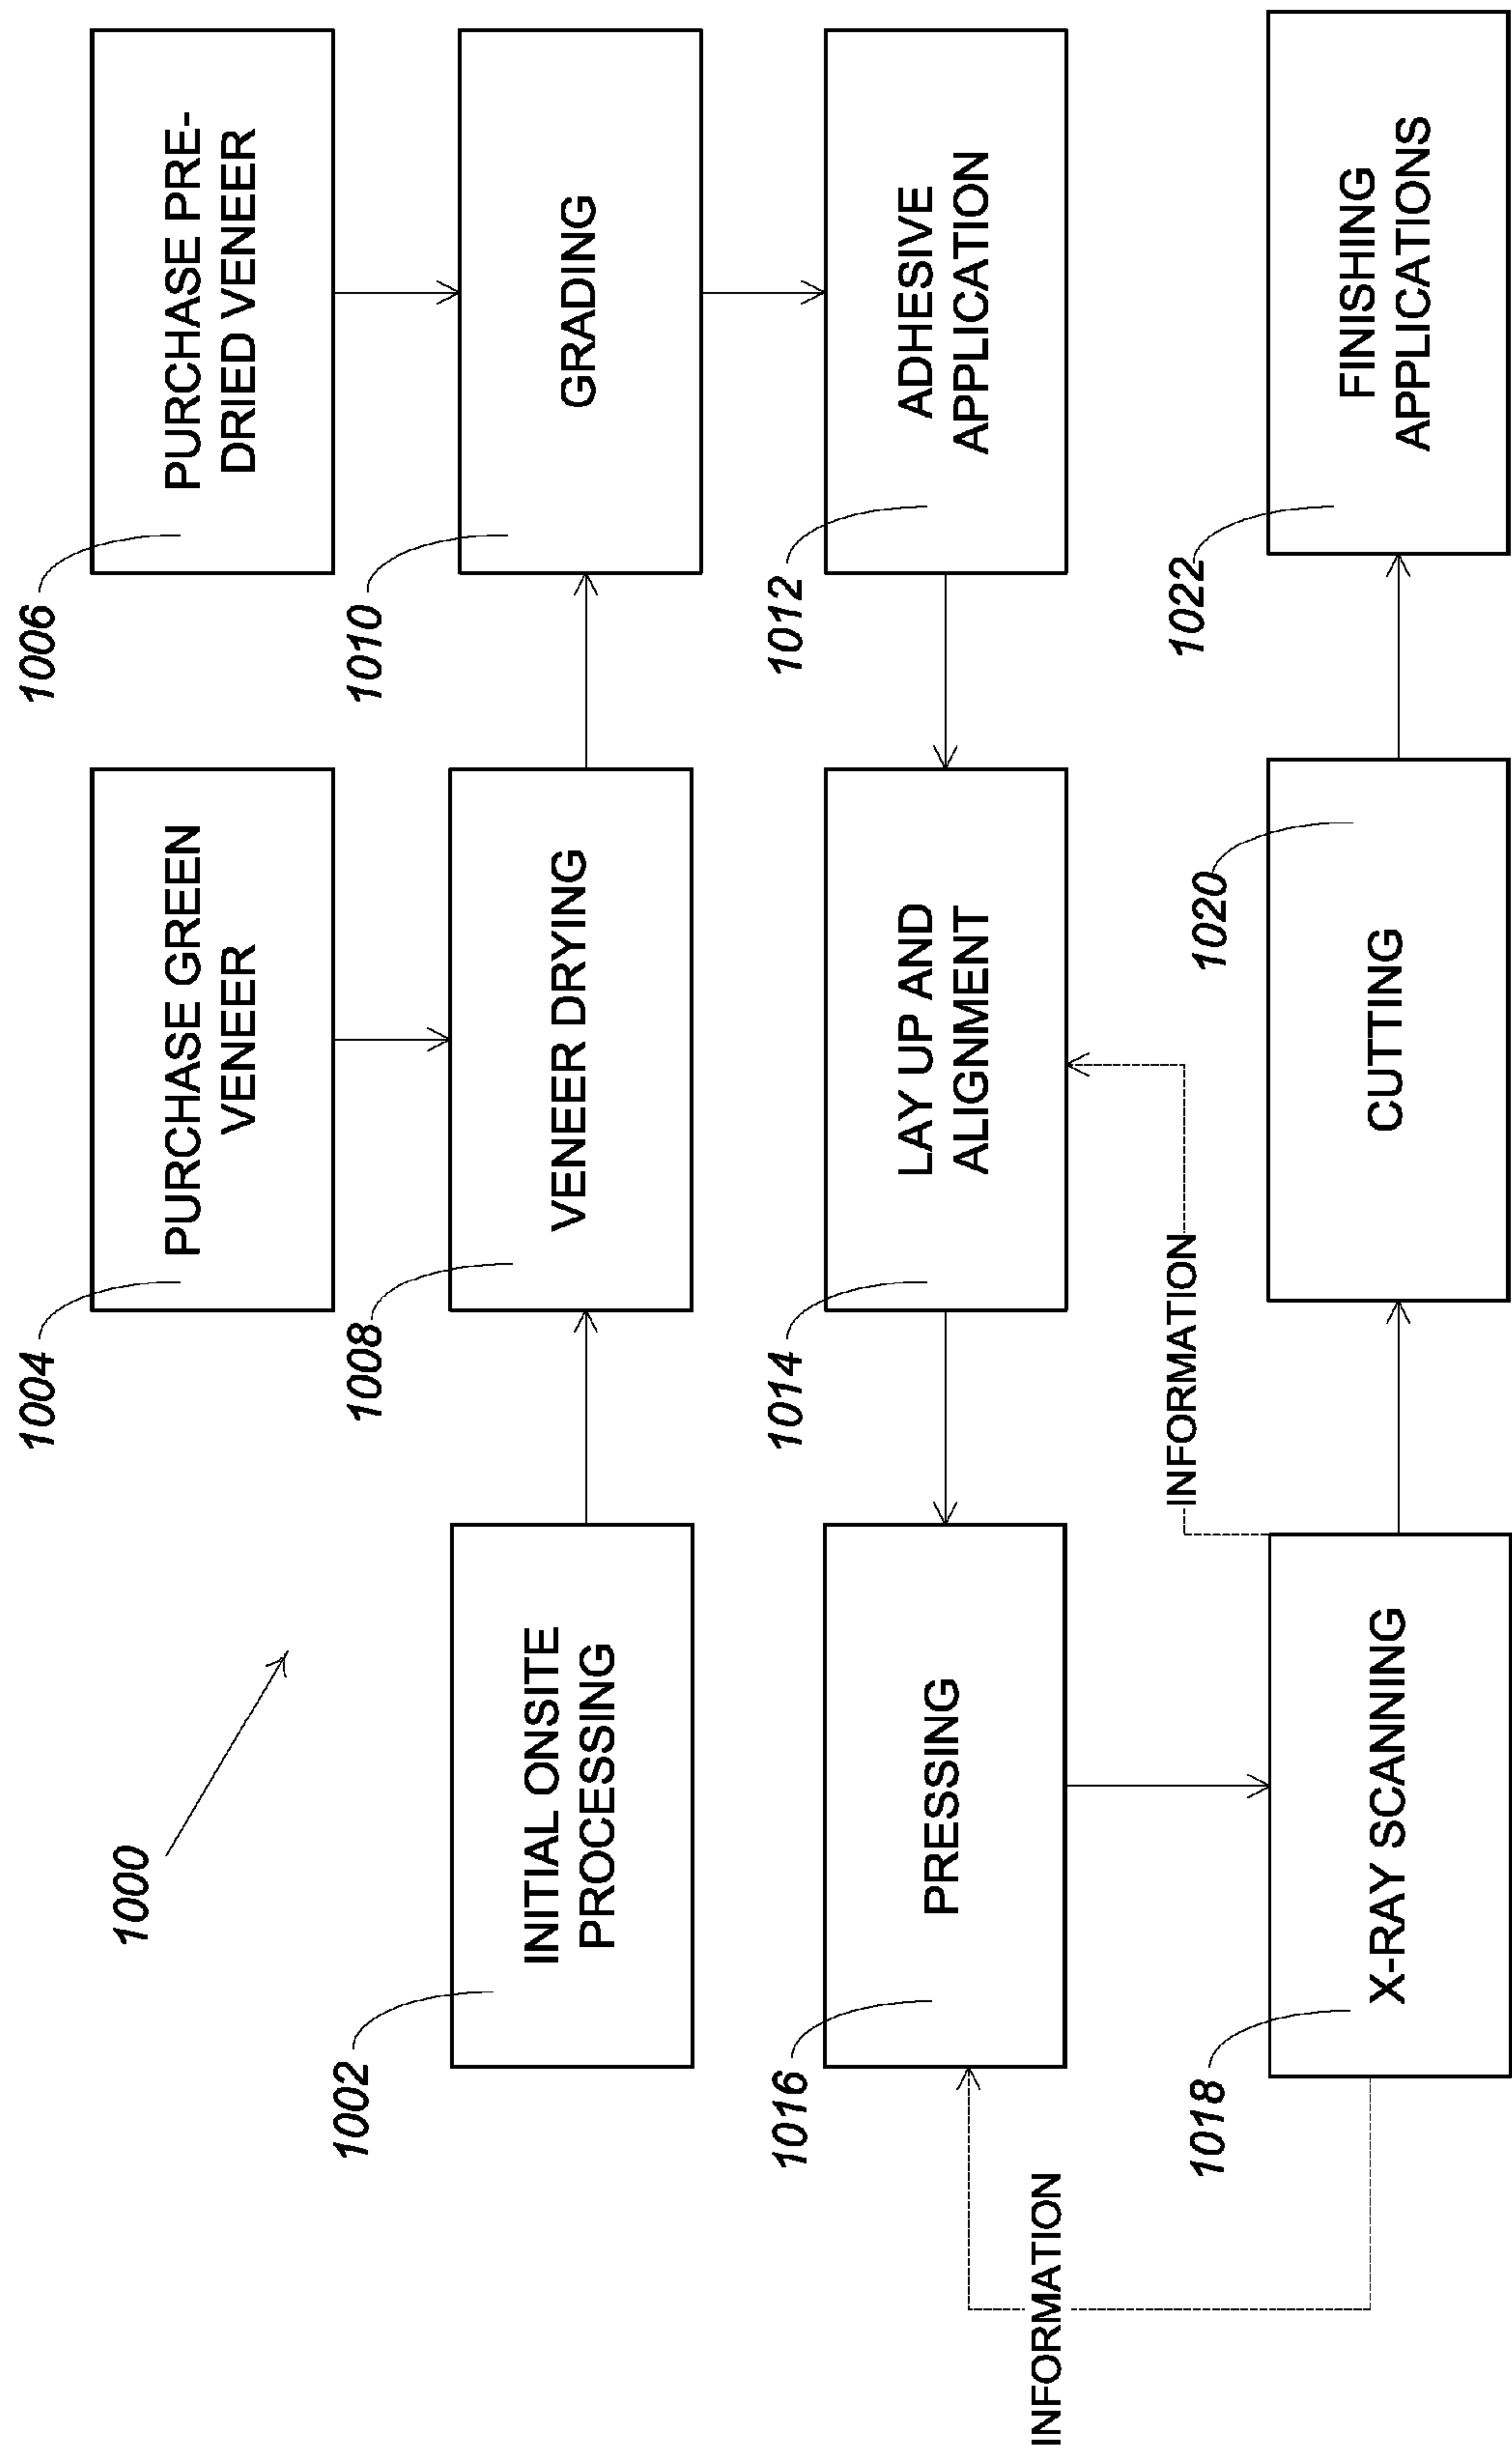 1004
PURCHASE GREEN
VENEER
1006
PURCHASE PRE-
DRIED VENEER
1000
1002
INITIAL ONSITE
PROCESSING
1008
VENEER DRYING
1010
GRADING
1016
PRESSING
1014
LAY UP AND
ALIGNMENT
1012
ADHESIVE
APPLICATION
INFORMATION
INFORMATION
1018
X-RAY SCANNING
1020
CUTTING
1022
FINISHING
APPLICATIONS